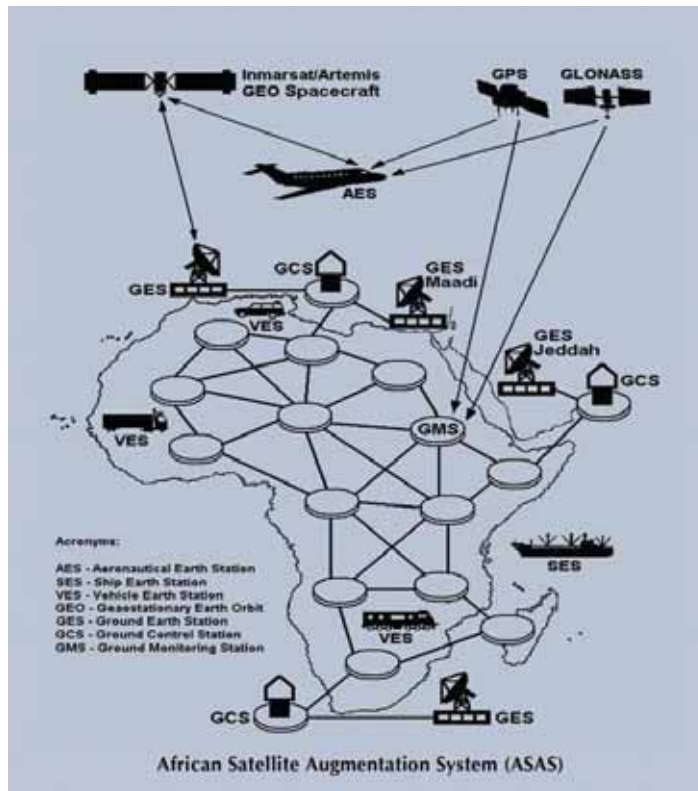 Inmarsat/Artemis
GEO Spacecraft
GPS
GLONASS
AES
GES
GCS
GES
Maadi
VES
GES
Jeddah
GCS
VES
GMS
Acronyms:
AES - Aeronautical Earth Station
SES - Ship Earth Station
VES - Vehicle Earth Station
GEO - Geaostationary Earth Orbit
GES - Ground Earth Station
GCS - Ground Control Station
GMS - Ground Monitoring Station
SES
VES
GCS
GES
African Satellite Augmentation System (ASAS)